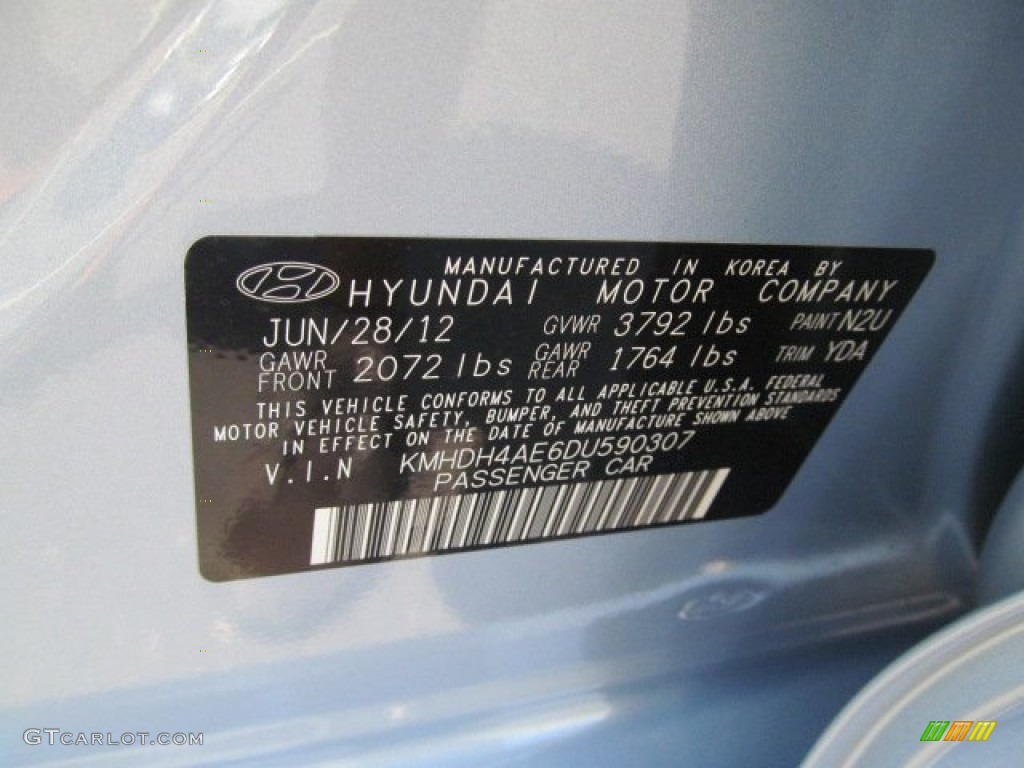 MANUFACTURED IN KOREA BY
HYUNDAI MOTOR COMPANY
JUN/28/12 GVWR 3792 lbs PAINT N2U
GAWR FRONT 2072 lbs GAWR REAR 1764 lbs TRIM YDA
THIS VEHICLE CONFORMS TO ALL APPLICABLE U.S.A. FEDERAL
MOTOR VEHICLE SAFETY, BUMPER, AND THEFT PREVENTION STANDARDS
IN EFFECT ON THE DATE OF MANUFACTURE SHOWN ABOVE
V.I.N KMHDH4AE6DU590307
PASSENGER CAR
GTCARLOT.COM